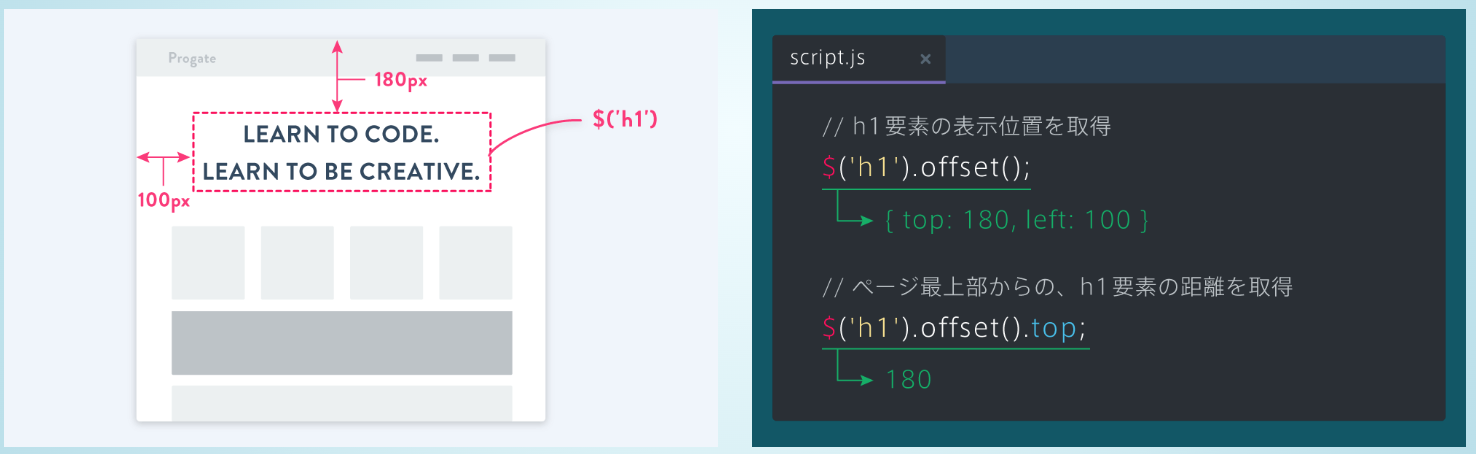 Progate
180px
$('h1')
LEARN TO CODE.
LEARN TO BE CREATIVE.
100px
script.js ×
// h1要素の表示位置を取得
$('h1').offset();
{ top: 180, left: 100 }
// ページ最上部からの、h1要素の距離を取得
$('h1').offset().top;
180